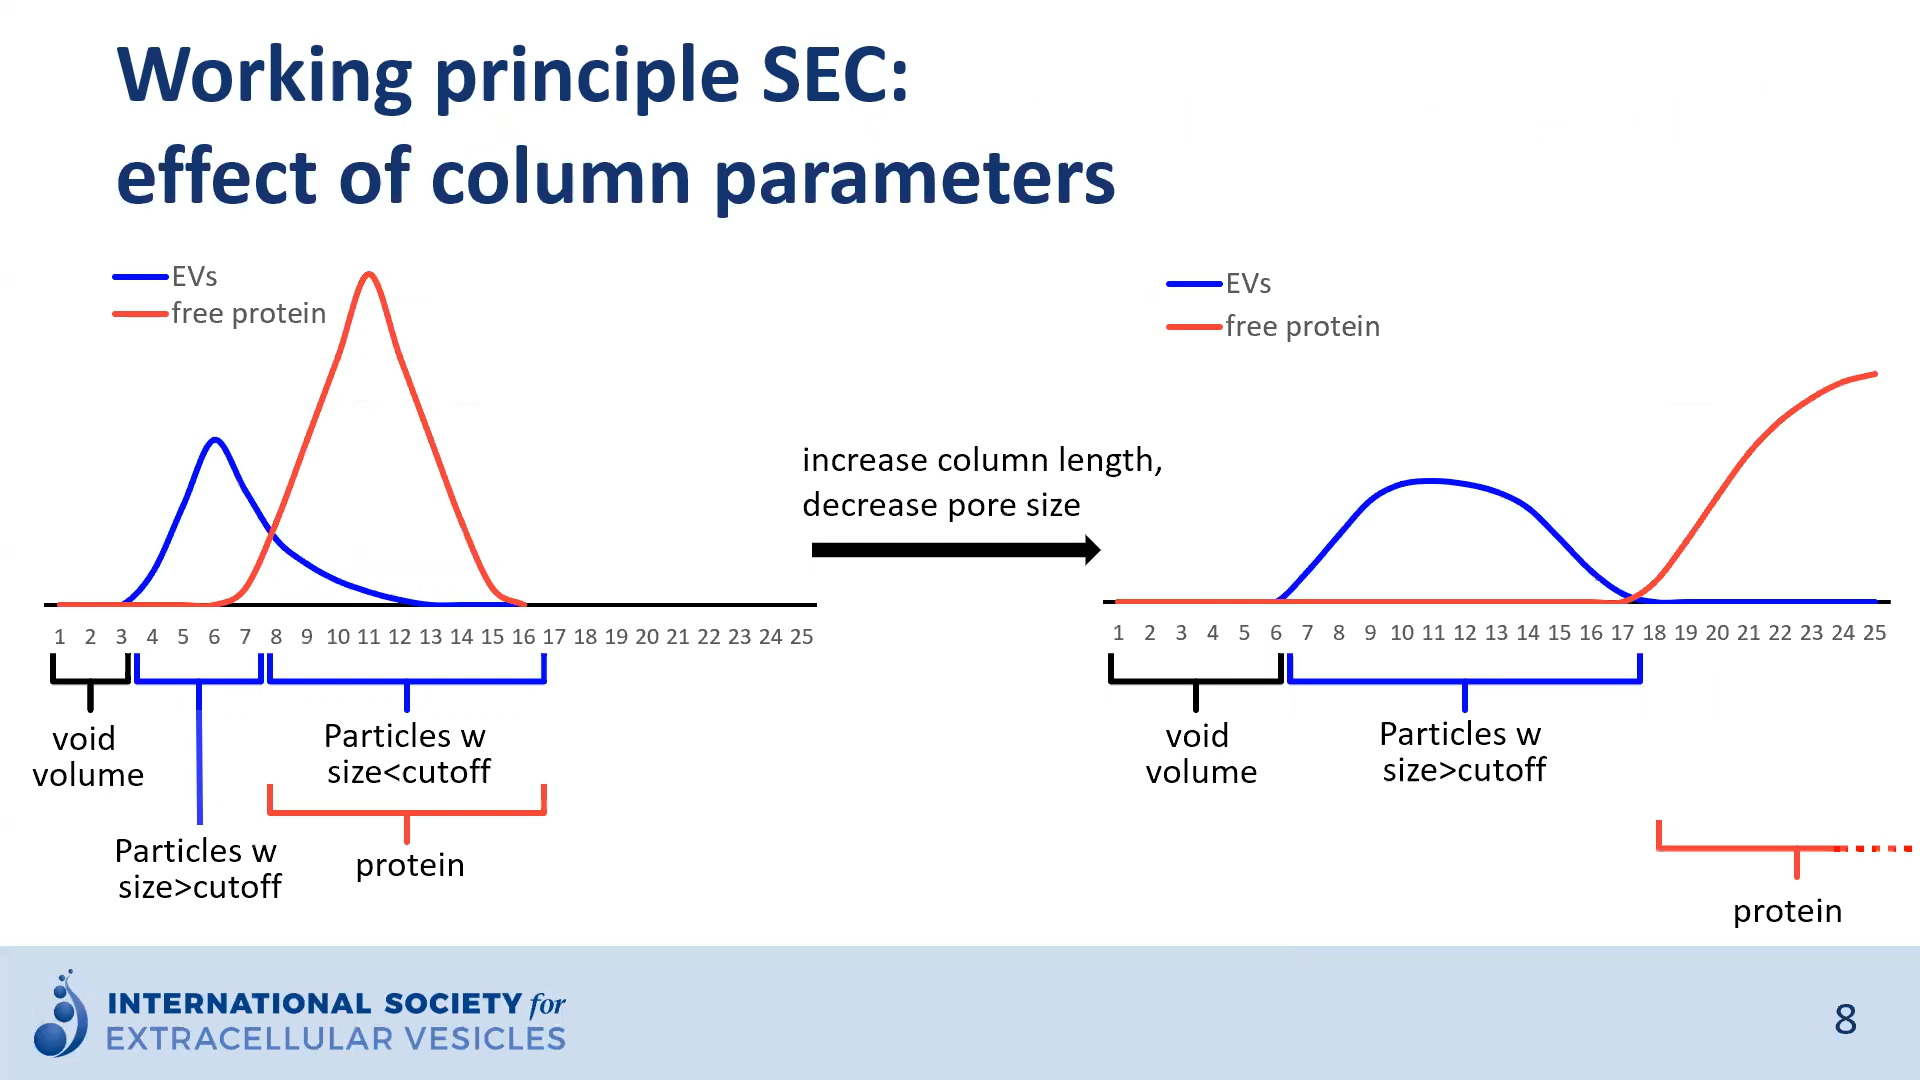 Working principle SEC:
effect of column parameters
EVs
free protein
1 2 3 4 5 6 7 8 9 10 11 12 13 14 15 16 17 18 19 20 21 22 23 24 25
void
volume
Particles w
size>cutoff
Particles w
size<cutoff
protein
increase column length,
decrease pore size
EVs
free protein
1 2 3 4 5 6 7 8 9 10 11 12 13 14 15 16 17 18 19 20 21 22 23 24 25
void
volume
Particles w
size>cutoff
protein
INTERNATIONAL SOCIETY for
EXTRACELLULAR VESICLES
8